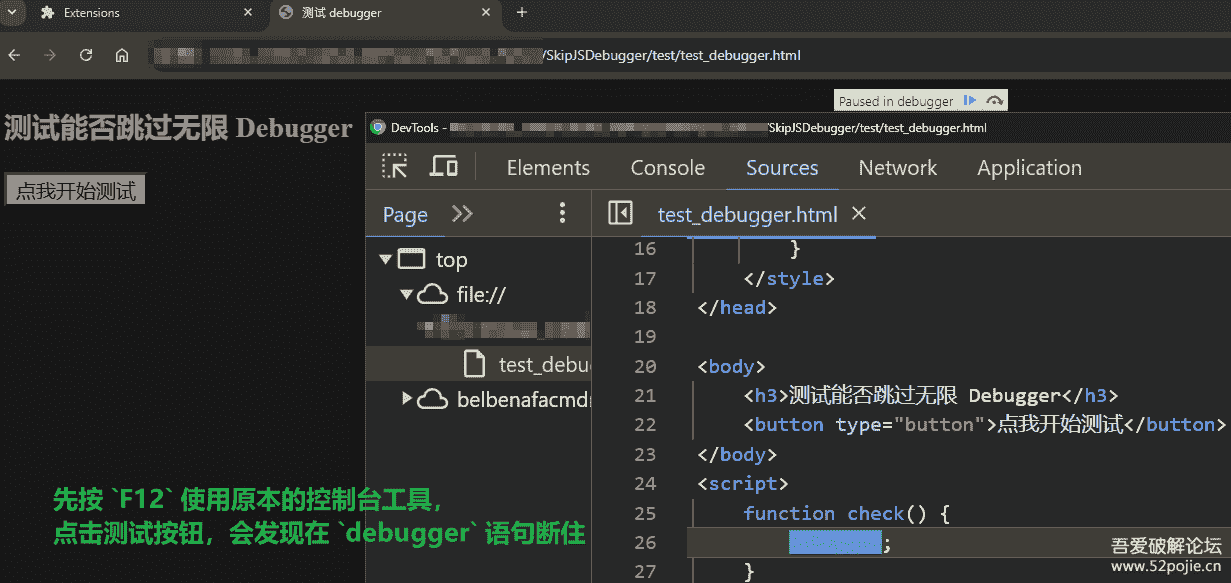 Extensions
测试 debugger
/SkipJSDebugger/test/test_debugger.html
Paused in debugger
测试能否跳过无限 Debugger
点我开始测试
DevTools -
/SkipJSDebugger/test/test_debugger.html
Elements
Console
Sources
Network
Application
Page
test_debugger.html
top
file://
test_debu
belbenafacmd
16 }
17 </style>
18 </head>
19
20 <body>
21 <h3>测试能否跳过无限 Debugger</h3>
22 <button type="button">点我开始测试</button>
23 </body>
24 <script>
25 function check() {
26 ;
27 }
先按 `F12` 使用原本的控制台工具，
点击测试按钮，会发现在 `debugger` 语句断住
吾爱破解论坛
www.52pojie.cn